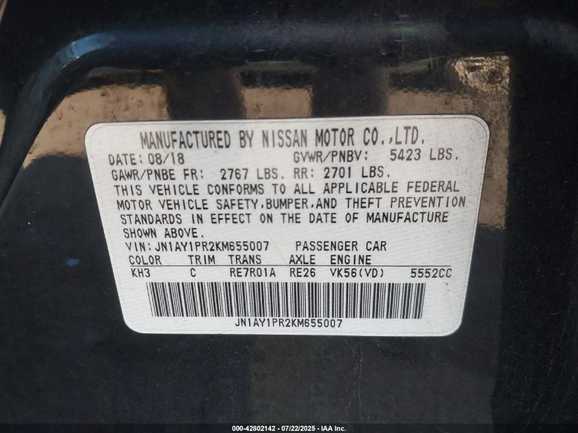 MANUFACTURED BY NISSAN MOTOR CO.,LTD.
DATE: 08/18 GVWR/PNBV: 5423 LBS.
GAWR/PNBE FR: 2767 LBS. RR: 2701 LBS.
THIS VEHICLE CONFORMS TO ALL APPLICABLE FEDERAL
MOTOR VEHICLE SAFETY,BUMPER,AND THEFT PREVENTION
STANDARDS IN EFFECT ON THE DATE OF MANUFACTURE
SHOWN ABOVE.
VIN: JN1AY1PR2KM655007 PASSENGER CAR
COLOR TRIM TRANS AXLE ENGINE
KH3 C RE7R01A RE26 VK56(VD) 5552CC
JN1AY1PR2KM655007
000-42802142 - 07/22/2025 - IAA, Inc.